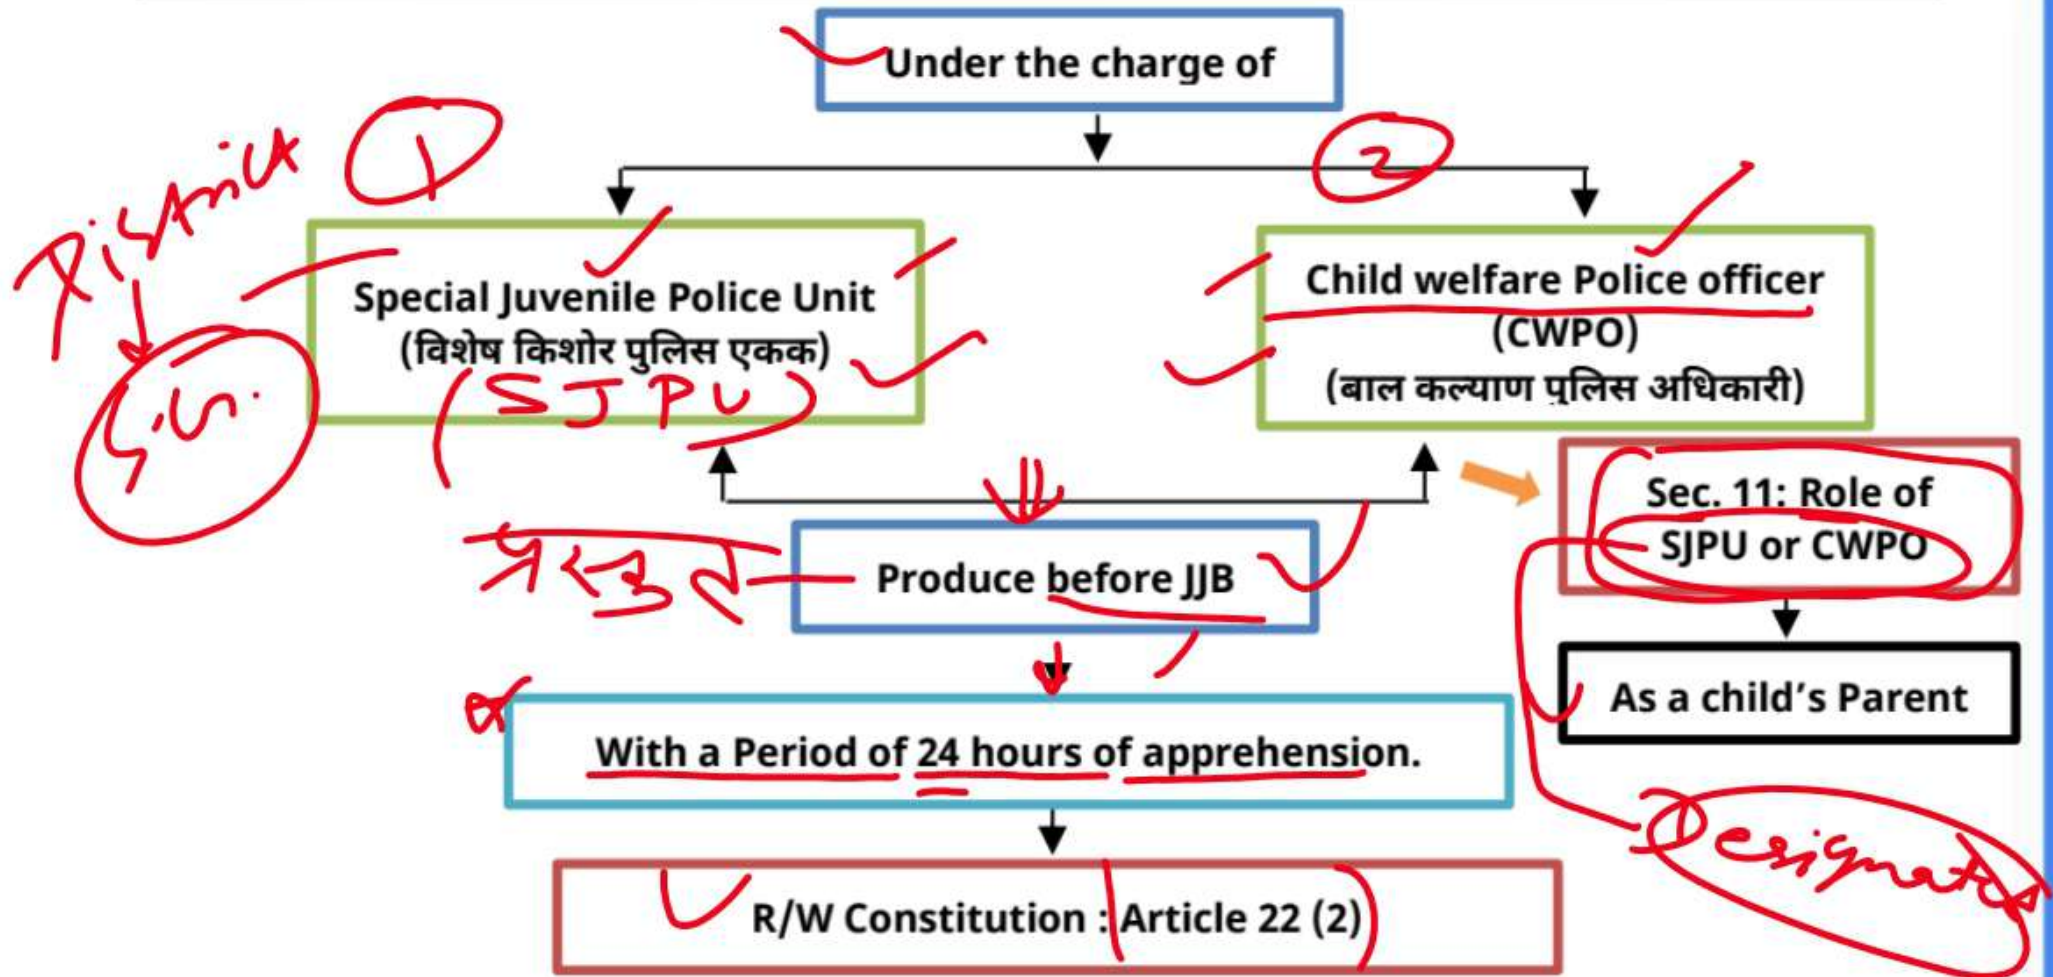 Under the charge of
District
1
2
Special Juvenile Police Unit
(विशेष किशोर पुलिस एकक)
(SJPU)
Child welfare Police officer
(CWPO)
(बाल कल्याण पुलिस अधिकारी)
Sec. 11: Role of
SJPU or CWPO
प्रस्तुत
Produce before JJB
As a child's Parent
With a Period of 24 hours of apprehension.
Designated
R/W Constitution : Article 22 (2)